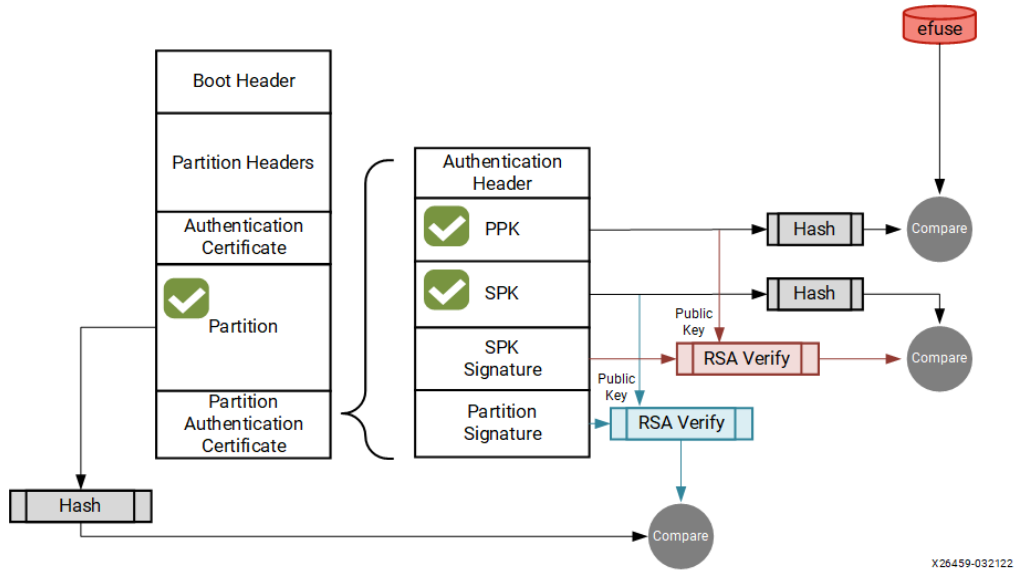 efuse
Boot Header
Partition Headers
Authentication
Certificate
Partition
Partition
Authentication
Certificate
Hash
Authentication
Header
PPK
SPK
SPK
Signature
Partition
Signature
Hash
Compare
Hash
Public
Key
RSA Verify
Compare
Public
Key
RSA Verify
Compare
X26459-032122